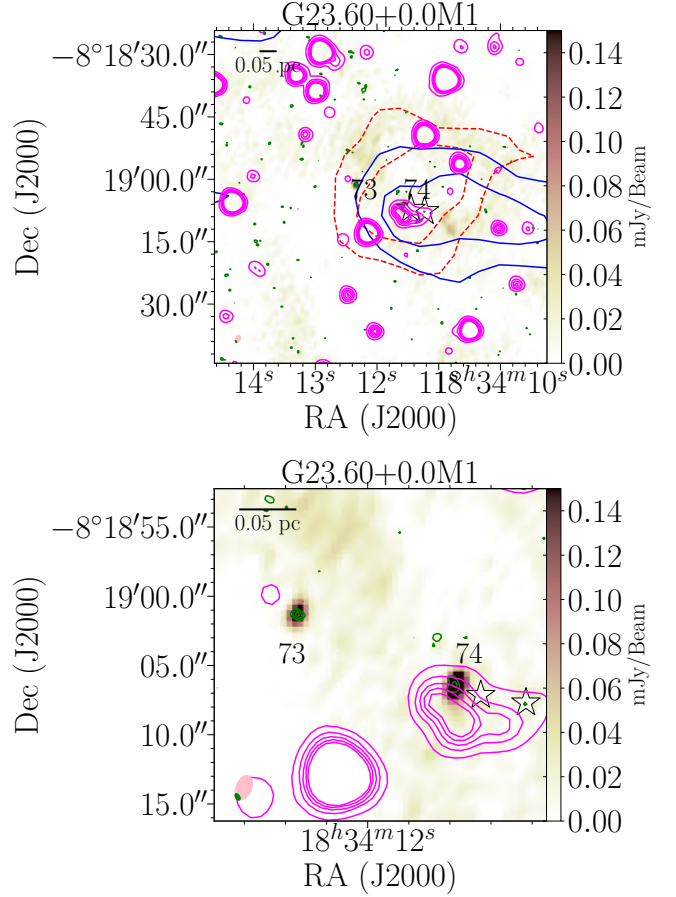 G23.60+0.0M1
−8°18′30.0″
45.0″
19′00.0″
15.0″
30.0″
Dec (J2000)
0.05 pc
73
74
14ˢ
13ˢ
12ˢ
11
18ʰ34ᵐ10ˢ
RA (J2000)
0.14
0.12
0.10
0.08
0.06
0.04
0.02
0.00
mJy/Beam
G23.60+0.0M1
−8°18′55.0″
19′00.0″
05.0″
10.0″
15.0″
Dec (J2000)
0.05 pc
73
74
18ʰ34ᵐ12ˢ
RA (J2000)
0.14
0.12
0.10
0.08
0.06
0.04
0.02
0.00
mJy/Beam